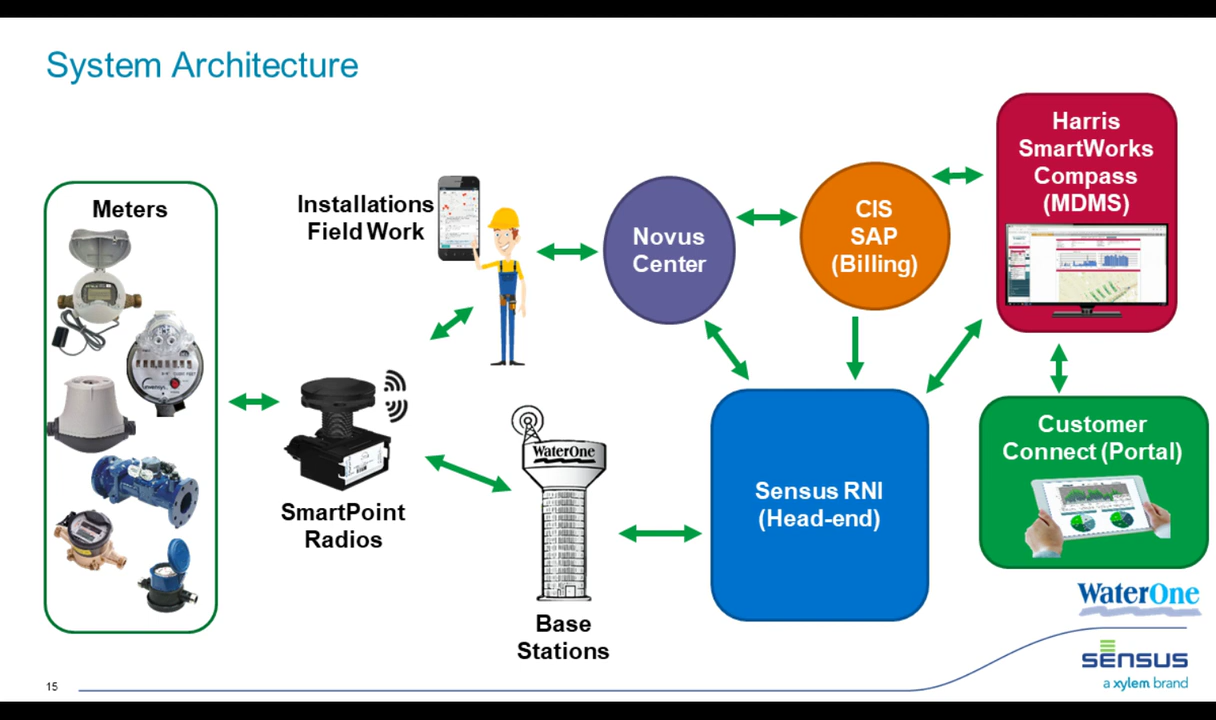 System Architecture
Meters
Installations
Field Work
SmartPoint
Radios
WaterOne
Base
Stations
Novus
Center
CIS
SAP
(Billing)
Harris
SmartWorks
Compass
(MDMS)
Sensus RNI
(Head-end)
Customer
Connect (Portal)
WaterOne
sensus
a xylem brand
15